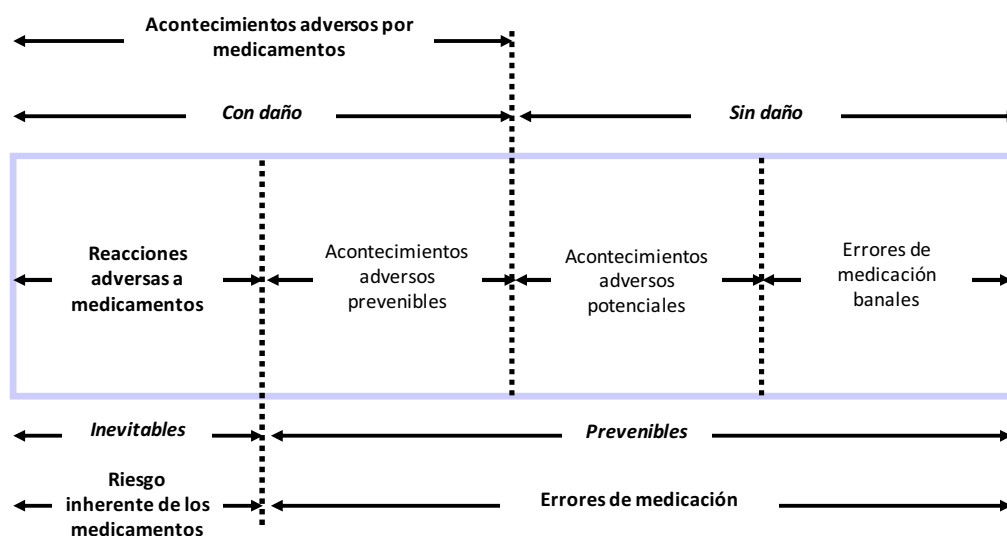 Acontecimientos adversos por
medicamentos
Con daño
Sin daño
Reacciones
adversas a
medicamentos
Acontecimientos
adversos
prevenibles
Acontecimientos
adversos
potenciales
Errores de
medicación
banales
Inevitables
Prevenibles
Riesgo
inherente de los
medicamentos
Errores de medicación